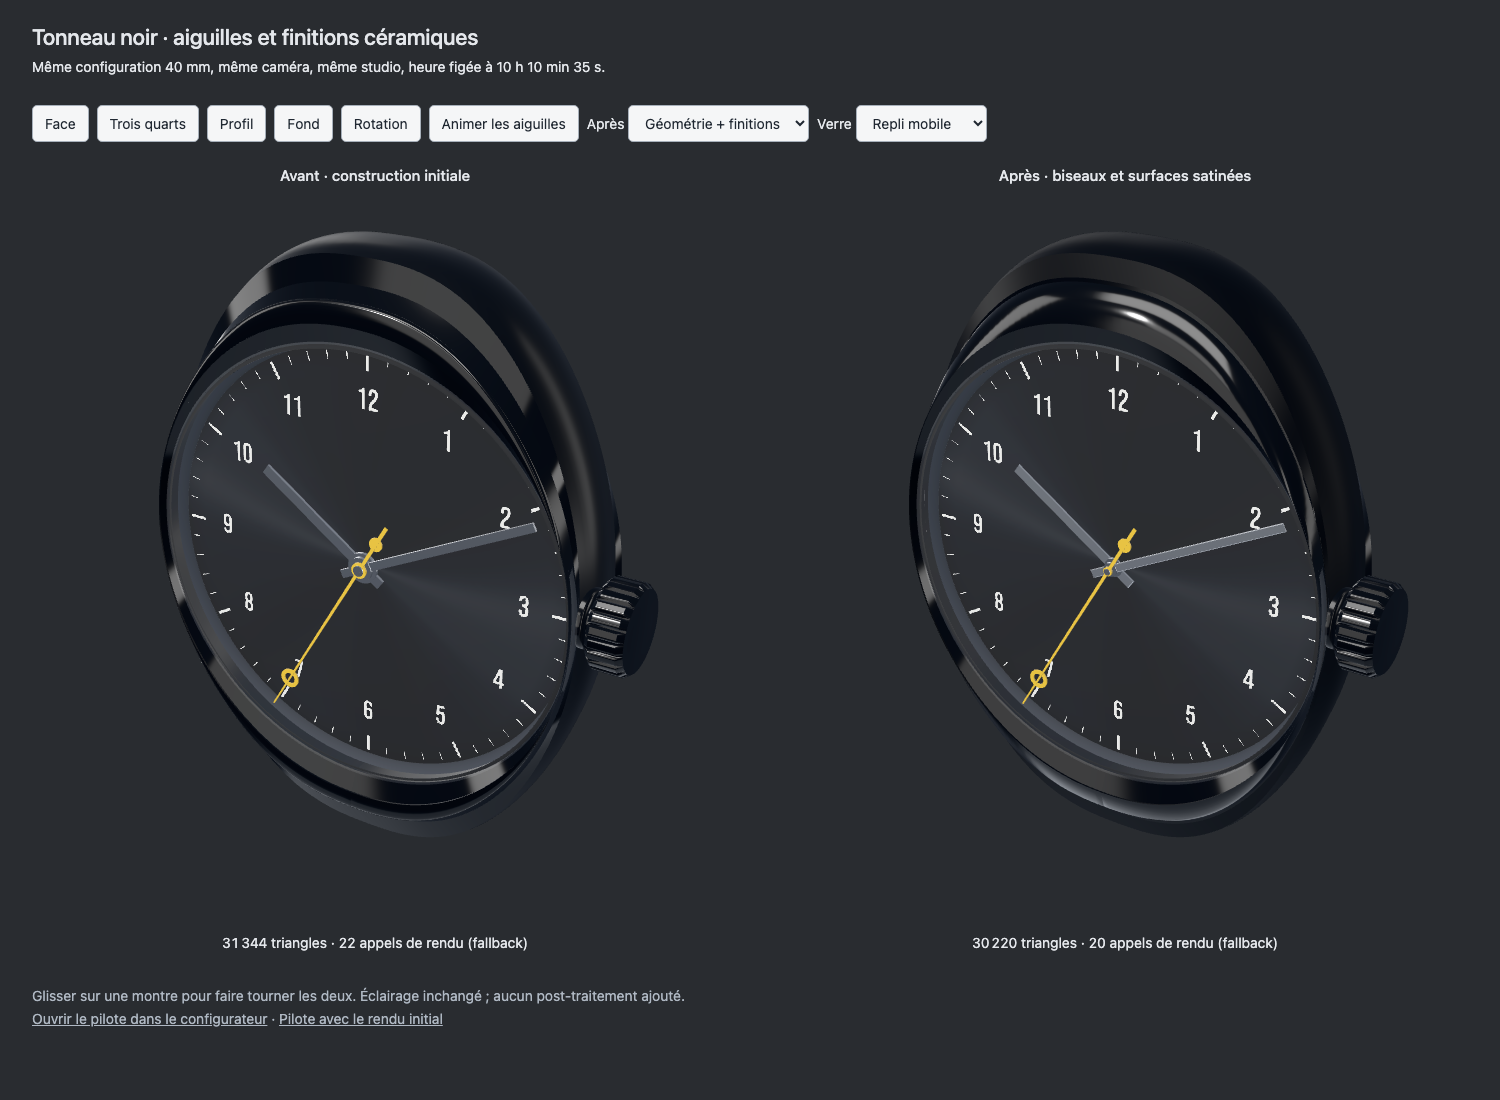 Tonneau noir · aiguilles et finitions céramiques
Même configuration 40 mm, même caméra, même studio, heure figée à 10 h 10 min 35 s.
Face Trois quarts Profil Fond Rotation Animer les aiguilles Après Géométrie + finitions Verre Repli mobile
Avant · construction initiale
12
1
2
3
4
5
6
7
8
9
10
11
31 344 triangles · 22 appels de rendu (fallback)
Après · biseaux et surfaces satinées
12
1
2
3
4
5
6
7
8
9
10
11
30 220 triangles · 20 appels de rendu (fallback)
Glisser sur une montre pour faire tourner les deux. Éclairage inchangé ; aucun post-traitement ajouté.
Ouvrir le pilote dans le configurateur · Pilote avec le rendu initial